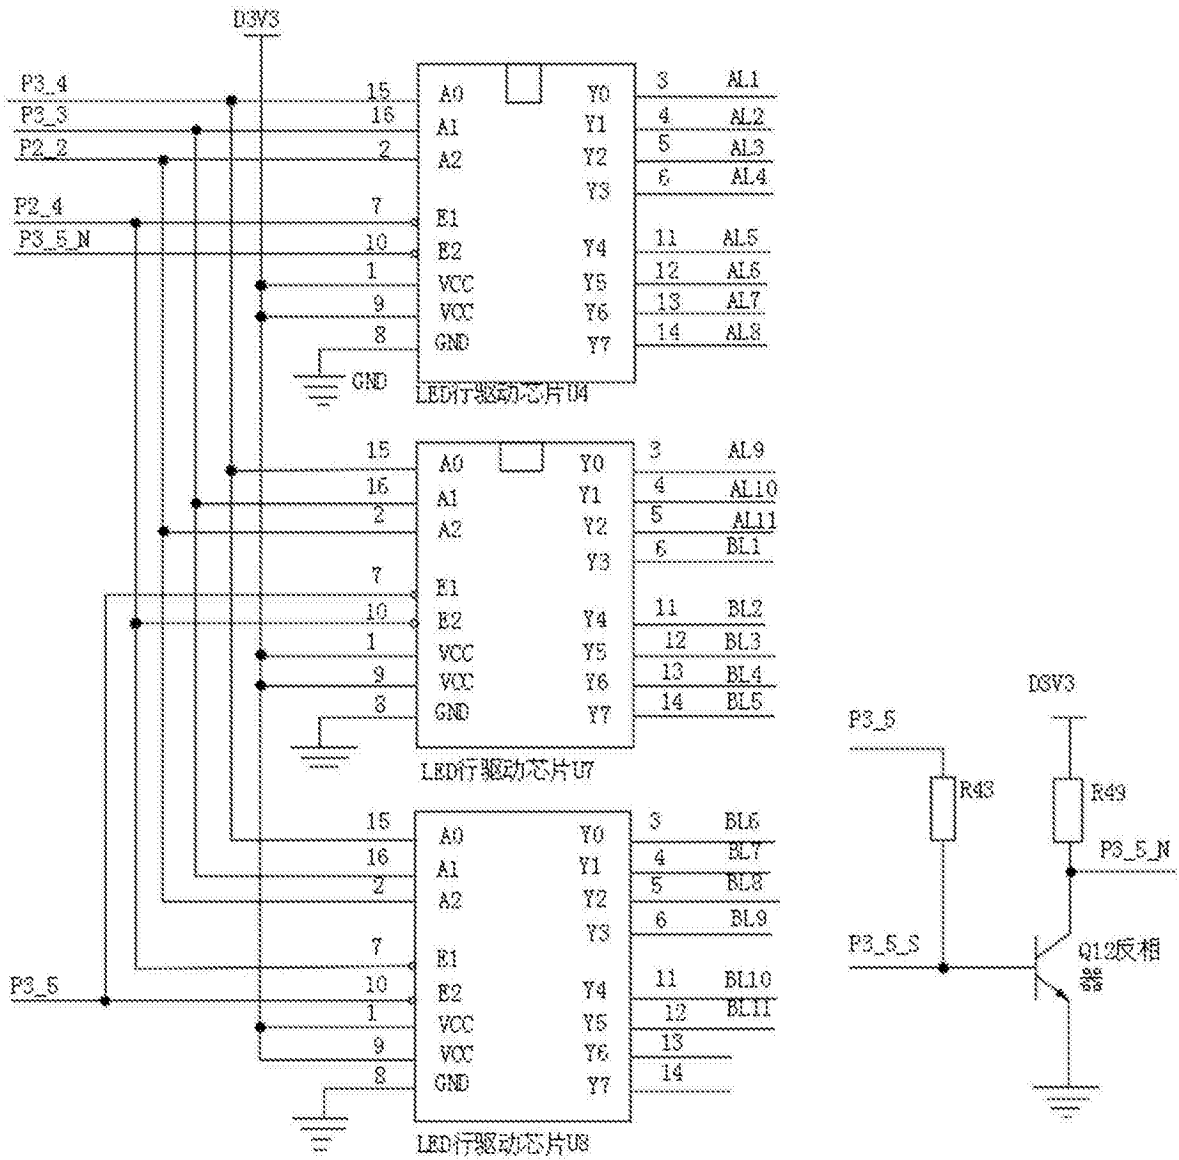 D3V3
P3_4
P3_3
P2_2
P2_4
P3_5_N
15
16
2
7
10
1
9
8
GND
A0
A1
A2
E1
E2
VCC
VCC
GND
Y0
Y1
Y2
Y3
Y4
Y5
Y6
Y7
3 AL1
4 AL2
5 AL3
6 AL4
11 AL5
12 AL6
13 AL7
14 AL8
LED行驱动芯片U4
15
16
2
7
10
1
9
8
A0
A1
A2
E1
E2
VCC
VCC
GND
Y0
Y1
Y2
Y3
Y4
Y5
Y6
Y7
3 AL9
4 AL10
5 AL11
6 BL1
11 BL2
12 BL3
13 BL4
14 BL5
LED行驱动芯片U7
P3_5
15
16
2
7
10
1
9
8
A0
A1
A2
E1
E2
VCC
VCC
GND
Y0
Y1
Y2
Y3
Y4
Y5
Y6
Y7
3 BL6
4 BL7
5 BL8
6 BL9
11 BL10
12 BL11
13
14
LED行驱动芯片U8
D3V3
P3_5
R43
R49
P3_5_N
P3_5_S
Q12反相
器